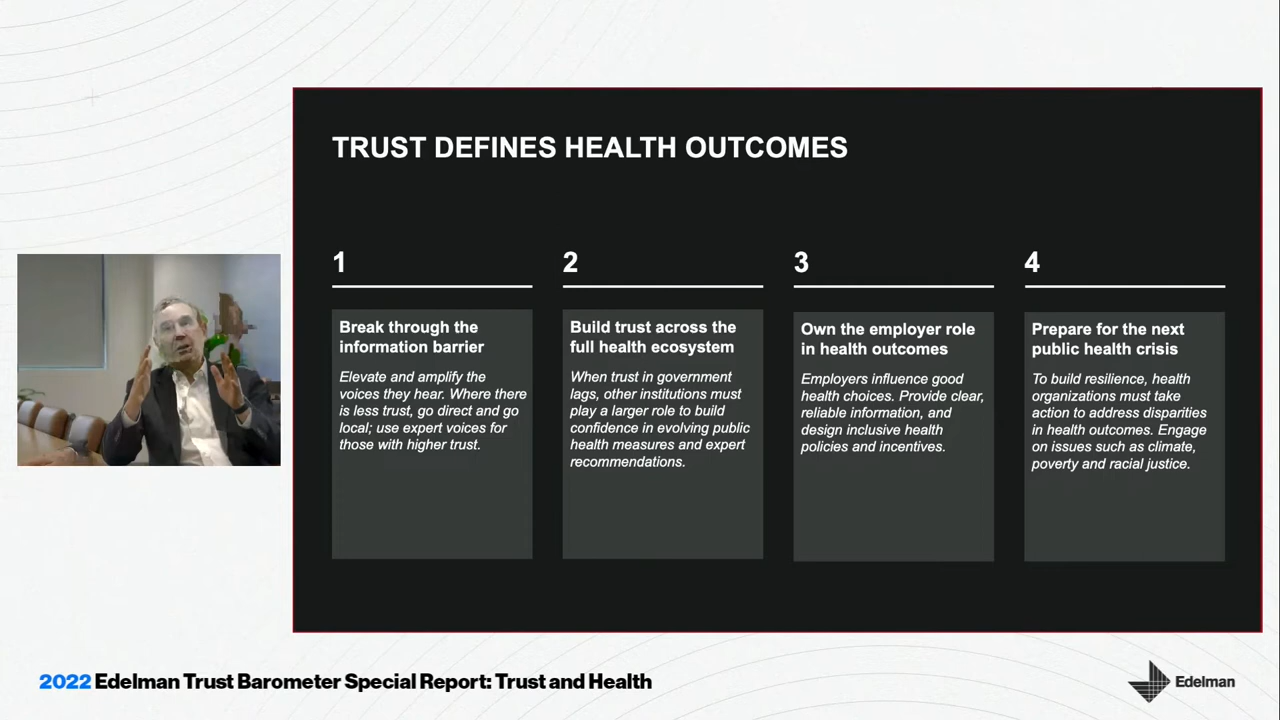 TRUST DEFINES HEALTH OUTCOMES
1
Break through the
information barrier
Elevate and amplify the
voices they hear. Where there
is less trust, go direct and go
local; use expert voices for
those with higher trust.
2
Build trust across the
full health ecosystem
When trust in government
lags, other institutions must
play a larger role to build
confidence in evolving public
health measures and expert
recommendations.
3
Own the employer role
in health outcomes
Employers influence good
health choices. Provide clear,
reliable information, and
design inclusive health
policies and incentives.
4
Prepare for the next
public health crisis
To build resilience, health
organizations must take
action to address disparities
in health outcomes. Engage
on issues such as climate,
poverty and racial justice.
2022 Edelman Trust Barometer Special Report: Trust and Health
Edelman